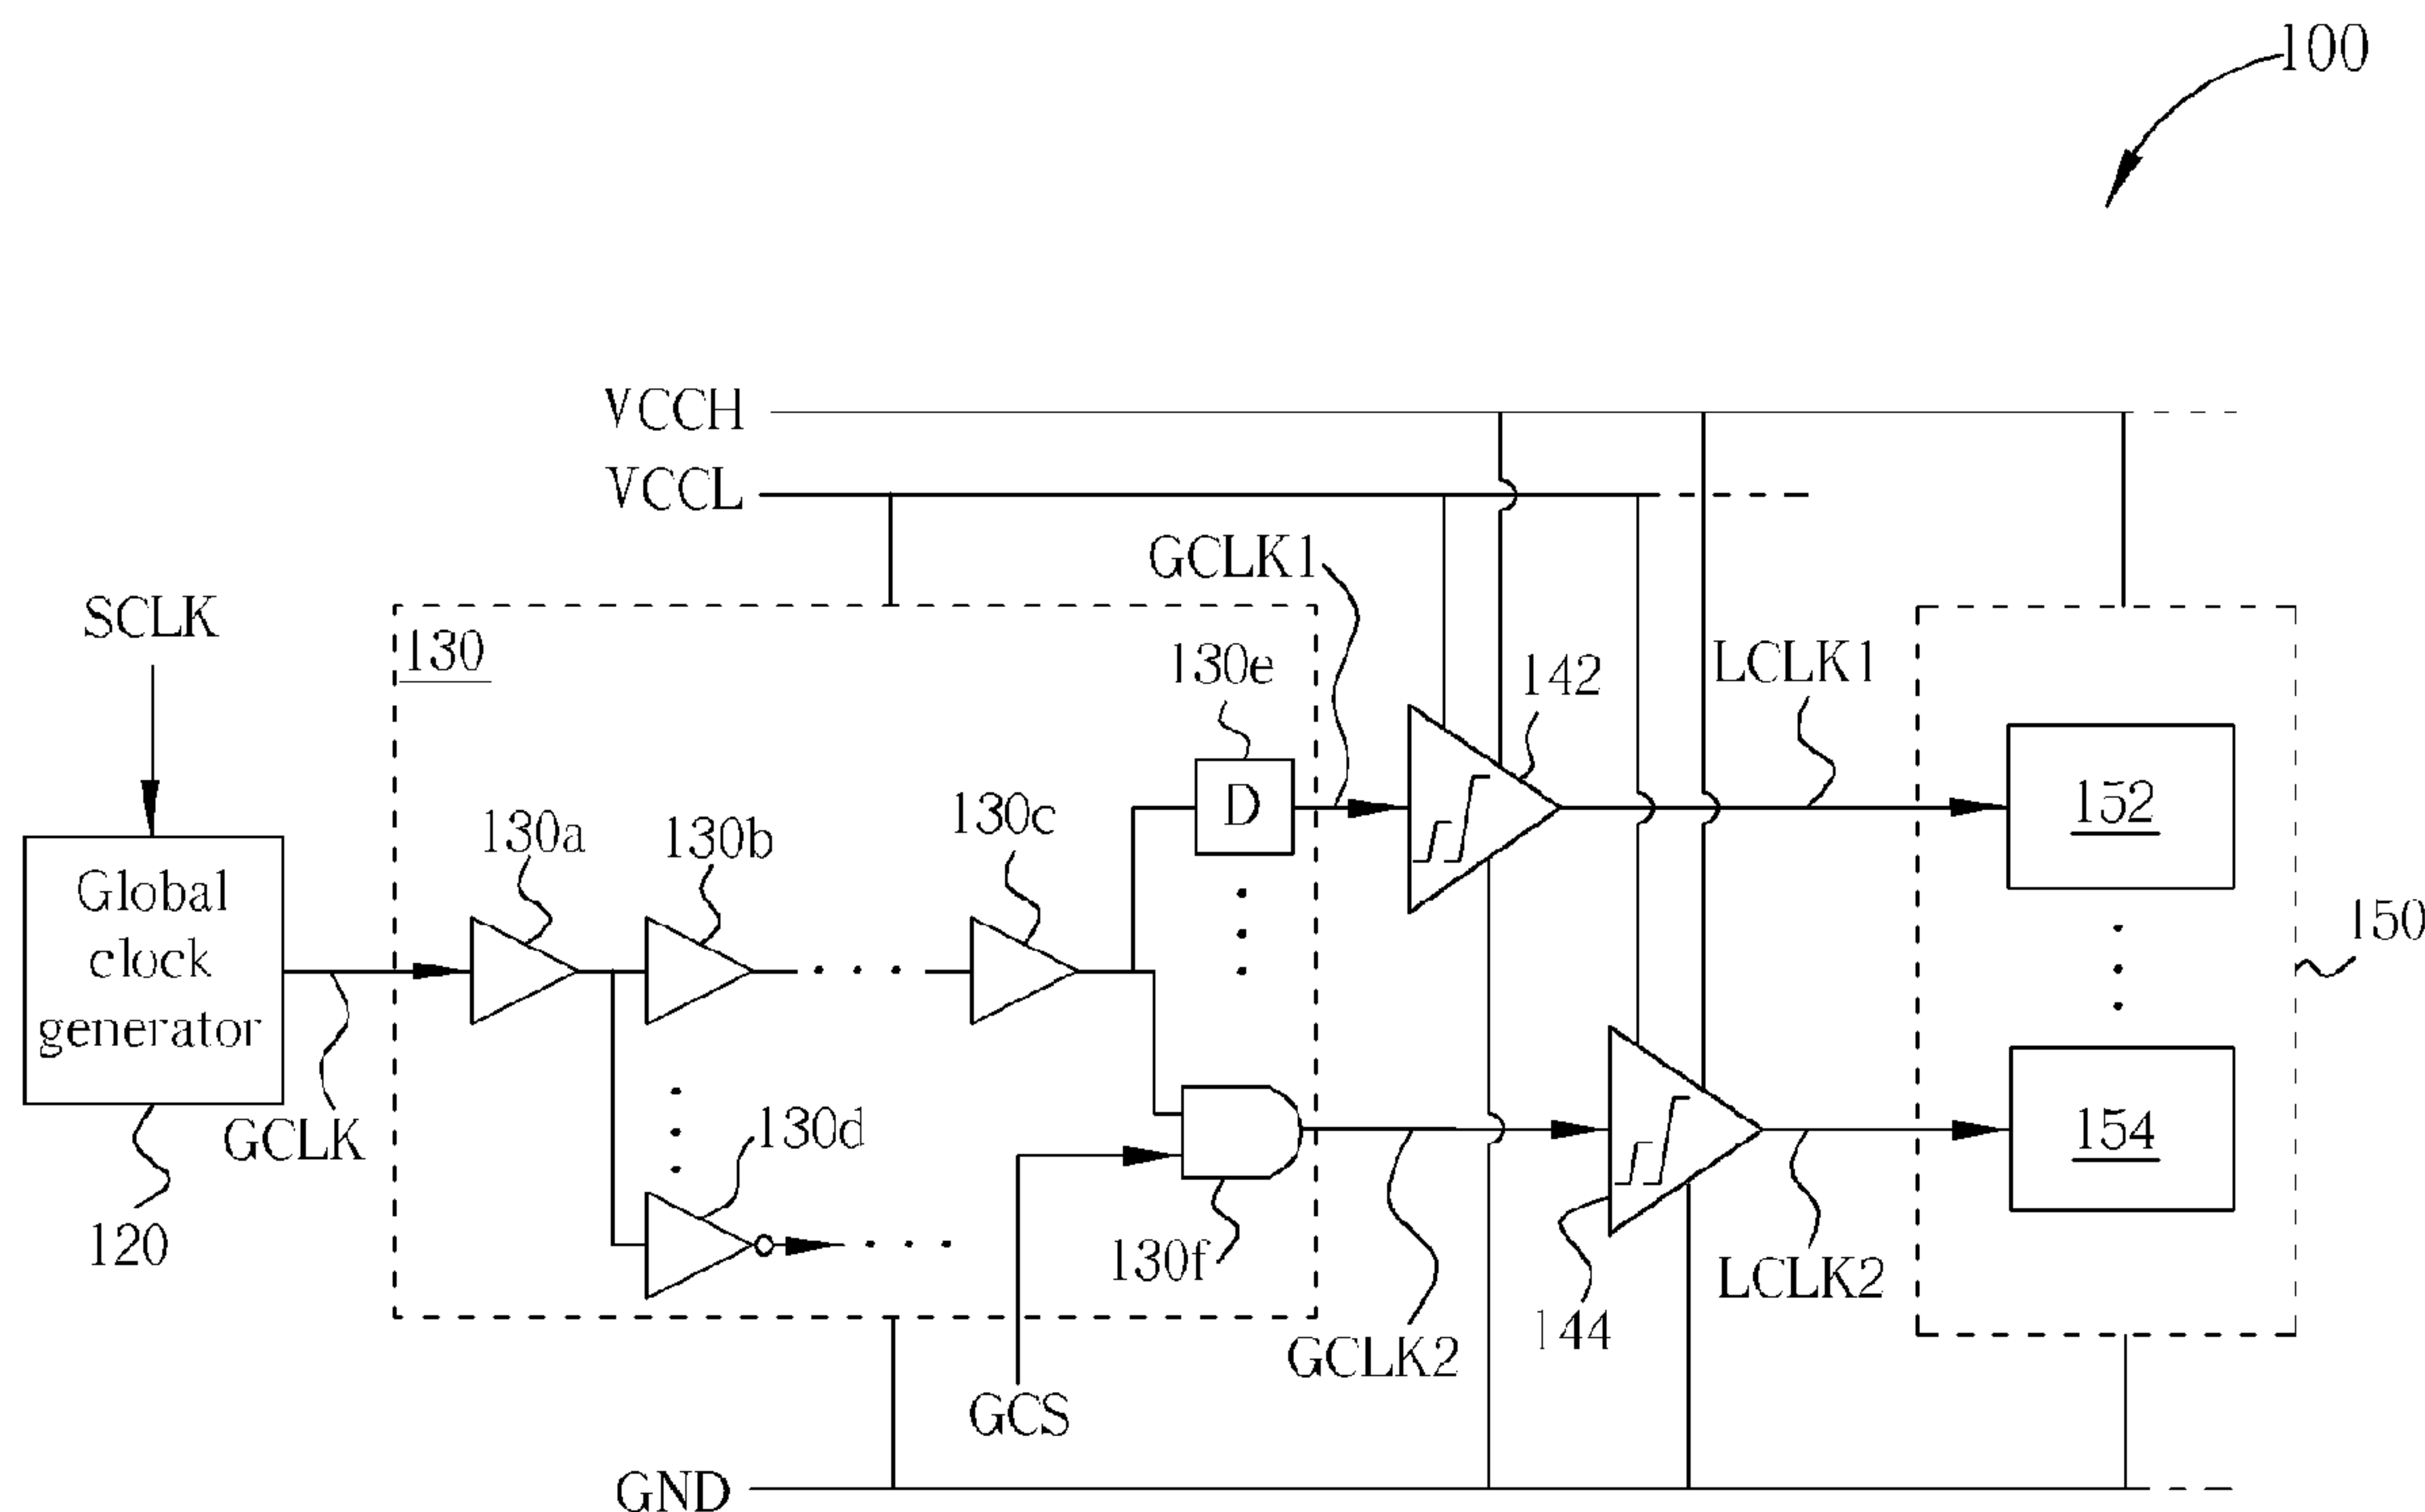 100
VCCH
VCCL
GCLK1
SCLK
130
130e
142
LCLK1
130a
130b
130c
D
152
Global
clock
generator
150
GCLK
130d
154
120
130f
LCLK2
144
GCLK2
GCS
GND